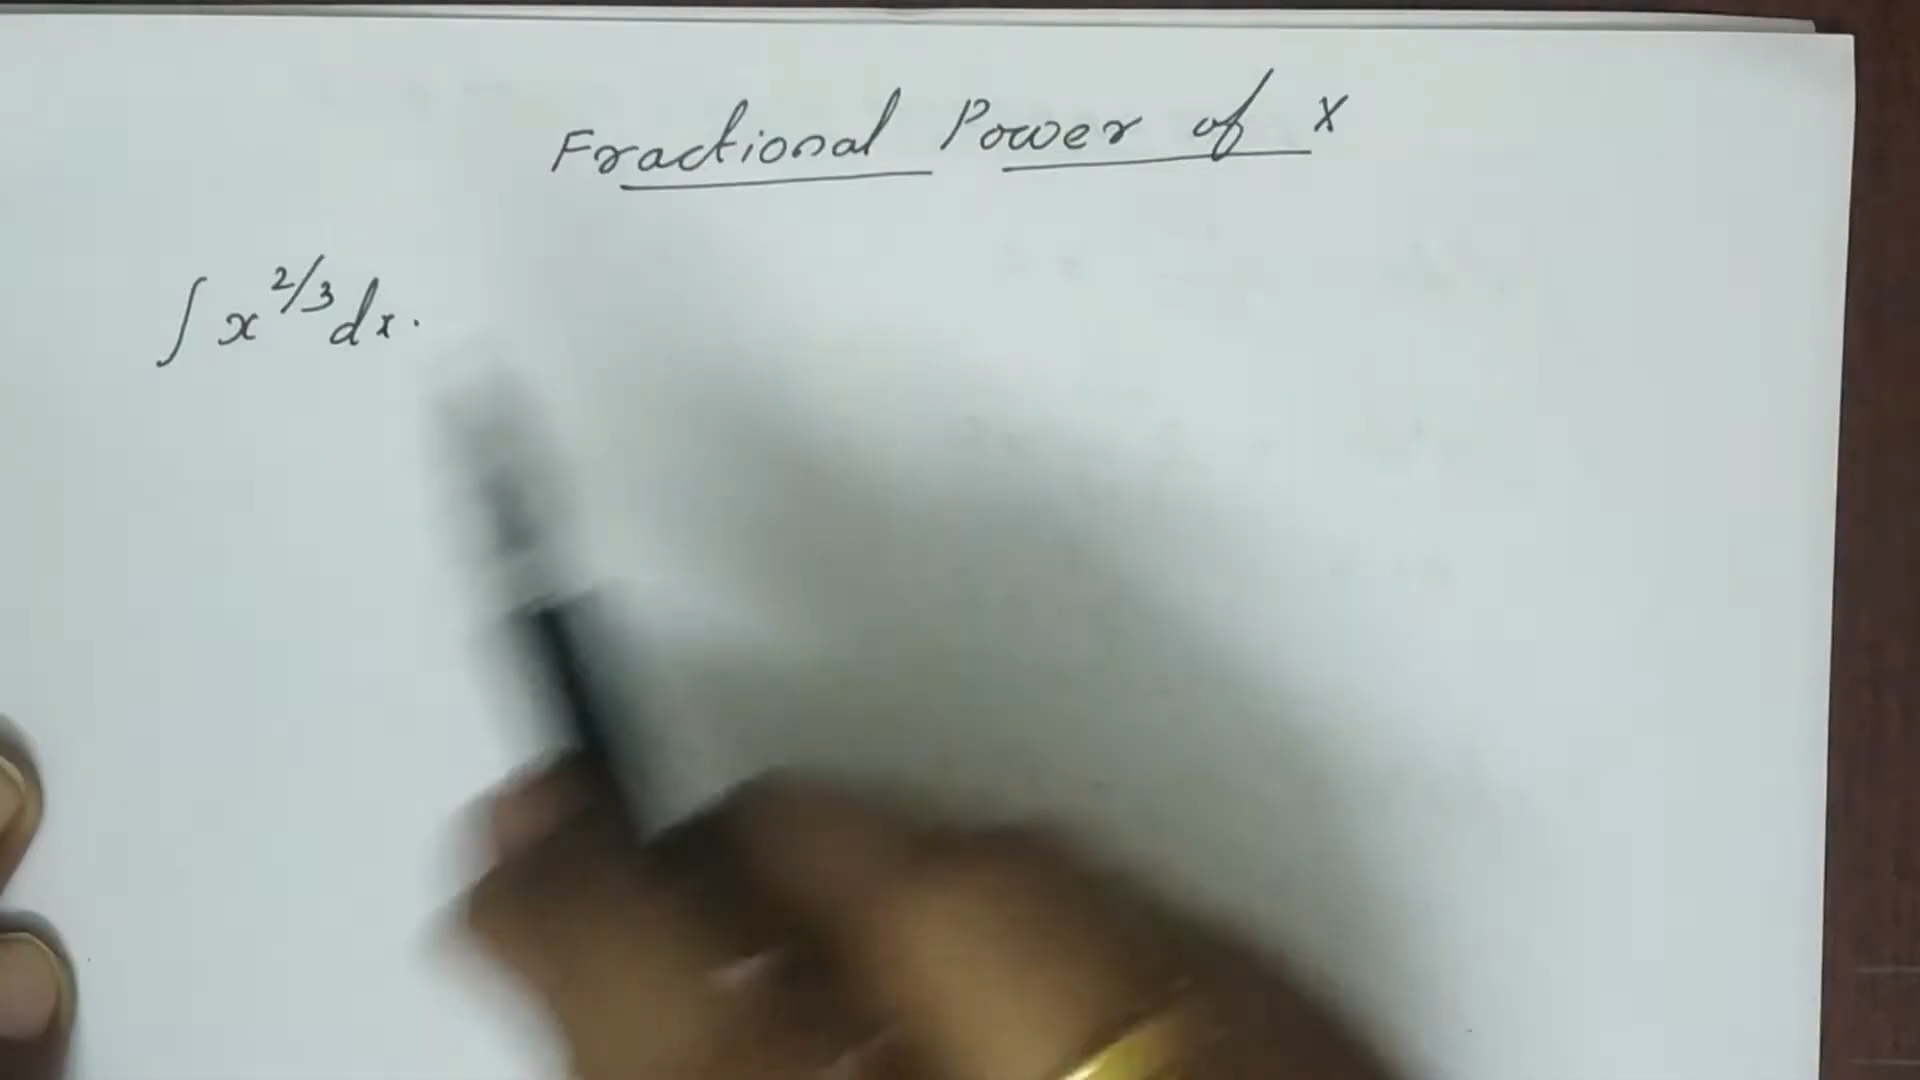 Fractional Power of x
∫ x^2/3 dx.